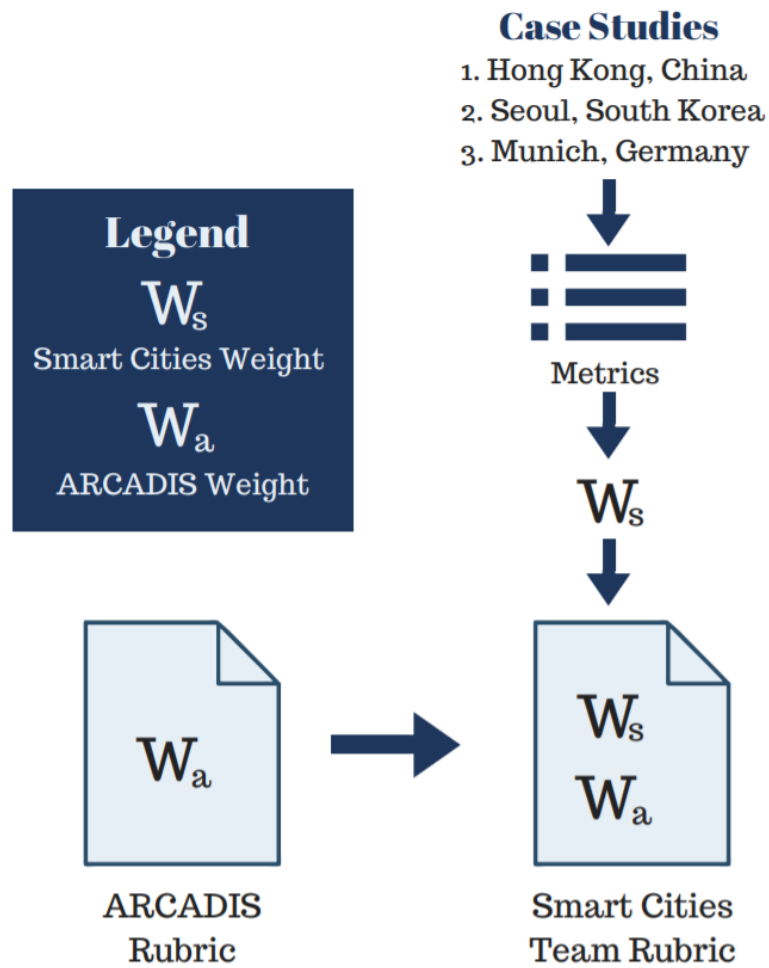 Case Studies
1. Hong Kong, China
2. Seoul, South Korea
3. Munich, Germany
Legend
Ws
Smart Cities Weight
Wa
ARCADIS Weight
Metrics
Ws
Wa
ARCADIS
Rubric
Ws
Wa
Smart Cities
Team Rubric